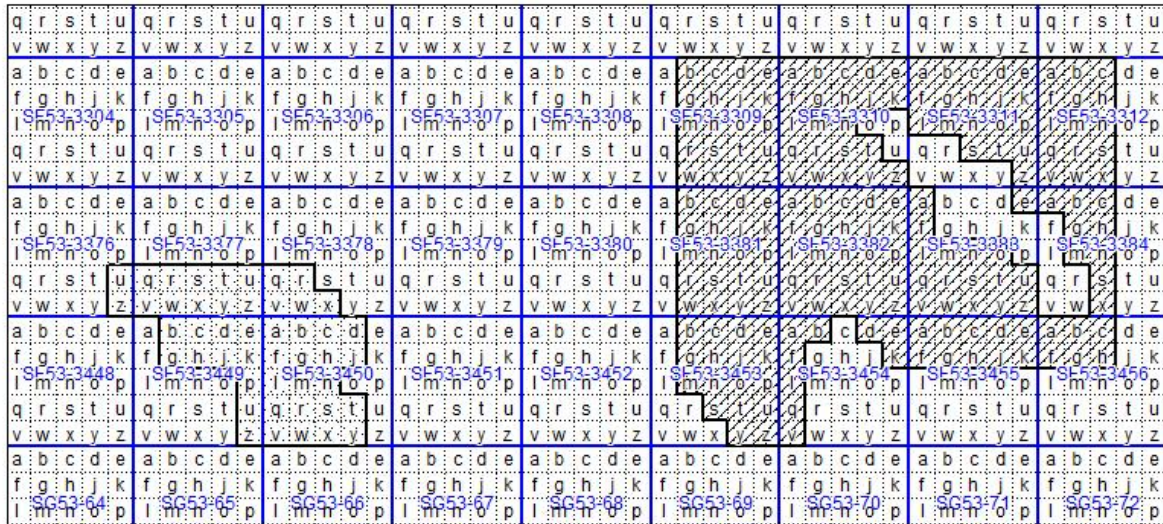 q r s t u q r s t u q r s t u q r s t u q r s t u q r s t u q r s t u q r s t u q r s t u
v w x y z v w x y z v w x y z v w x y z v w x y z v w x y z v w x y z v w x y z v w x y z
a b c d e a b c d e a b c d e a b c d e a b c d e a b c d e a b c d e a b c d e a b c d e
f g h j k f g h j k f g h j k f g h j k f g h j k f g h j k f g h j k f g h j k f g h j k
SF53-3304 SF53-3305 SF53-3306 SF53-3307 SF53-3308 SF53-3309 SF53-3310 SF53-3311 SF53-3312
l m n o p l m n o p l m n o p l m n o p l m n o p l m n o p l m n o p l m n o p l m n o p
q r s t u q r s t u q r s t u q r s t u q r s t u q r s t u q r s t u q r s t u q r s t u
v w x y z v w x y z v w x y z v w x y z v w x y z v w x y z v w x y z v w x y z v w x y z
a b c d e a b c d e a b c d e a b c d e a b c d e a b c d e a b c d e a b c d e a b c d e
f g h j k f g h j k f g h j k f g h j k f g h j k f g h j k f g h j k f g h j k f g h j k
SF53-3376 SF53-3377 SF53-3378 SF53-3379 SF53-3380 SF53-3381 SF53-3382 SF53-3383 SF53-3384
l m n o p l m n o p l m n o p l m n o p l m n o p l m n o p l m n o p l m n o p l m n o p
q r s t u q r s t u q r s t u q r s t u q r s t u q r s t u q r s t u q r s t u q r s t u
v w x y z v w x y z v w x y z v w x y z v w x y z v w x y z v w x y z v w x y z v w x y z
a b c d e a b c d e a b c d e a b c d e a b c d e a b c d e a b c d e a b c d e a b c d e
f g h j k f g h j k f g h j k f g h j k f g h j k f g h j k f g h j k f g h j k f g h j k
SF53-3448 SF53-3449 SF53-3450 SF53-3451 SF53-3452 SF53-3453 SF53-3454 SF53-3455 SF53-3456
l m n o p l m n o p l m n o p l m n o p l m n o p l m n o p l m n o p l m n o p l m n o p
q r s t u q r s t u q r s t u q r s t u q r s t u q r s t u q r s t u q r s t u q r s t u
v w x y z v w x y z v w x y z v w x y z v w x y z v w x y z v w x y z v w x y z v w x y z
a b c d e a b c d e a b c d e a b c d e a b c d e a b c d e a b c d e a b c d e a b c d e
f g h j k f g h j k f g h j k f g h j k f g h j k f g h j k f g h j k f g h j k f g h j k
SG53-64 SG53-65 SG53-66 SG53-67 SG53-68 SG53-69 SG53-70 SG53-71 SG53-72
l m n o p l m n o p l m n o p l m n o p l m n o p l m n o p l m n o p l m n o p l m n o p